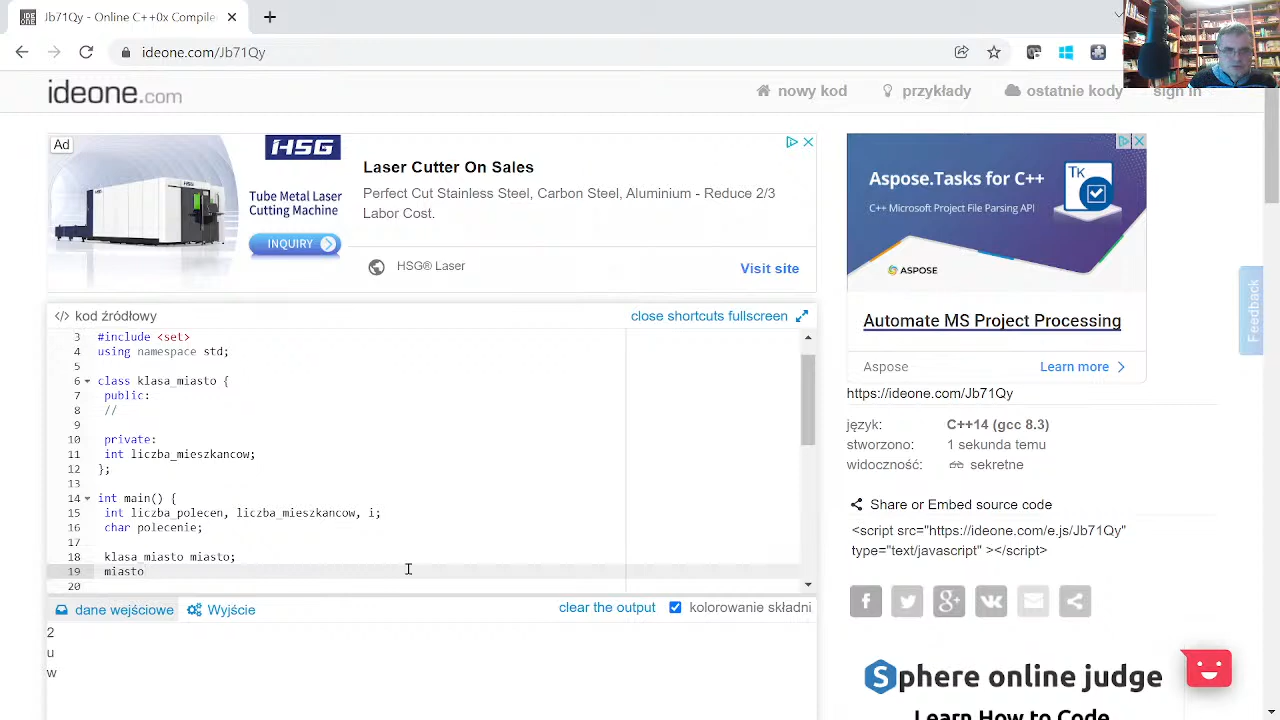 Jb71Qy - Online C++0x Compile
ideone.com/Jb71Qy
ideone.com
nowy kod
przykłady
ostatnie kody
sign in
Ad
HSG
Tube Metal Laser
Cutting Machine
INQUIRY
Laser Cutter On Sales
Perfect Cut Stainless Steel, Carbon Steel, Aluminium - Reduce 2/3
Labor Cost.
HSG® Laser
Visit site
Aspose.Tasks for C++
C++ Microsoft Project File Parsing API
TK
ASPOSE
Automate MS Project Processing
Aspose
Learn more
Feedback
</> kod źródłowy
close shortcuts fullscreen
3 #include <set>
4 using namespace std;
5
6 class klasa_miasto {
7 public:
8 //
9
10 private:
11 int liczba_mieszkancow;
12 };
13
14 int main() {
15 int liczba_polecen, liczba_mieszkancow, i;
16 char polecenie;
17
18 klasa_miasto miasto;
19 miasto
20
dane wejściowe
Wyjście
clear the output
kolorowanie składni
2
u
w
https://ideone.com/Jb71Qy
język: C++14 (gcc 8.3)
stworzono: 1 sekunda temu
widoczność: sekretne
Share or Embed source code
<script src="https://ideone.com/e.js/Jb71Qy"
type="text/javascript" ></script>
Sphere online judge
Learn How to Code